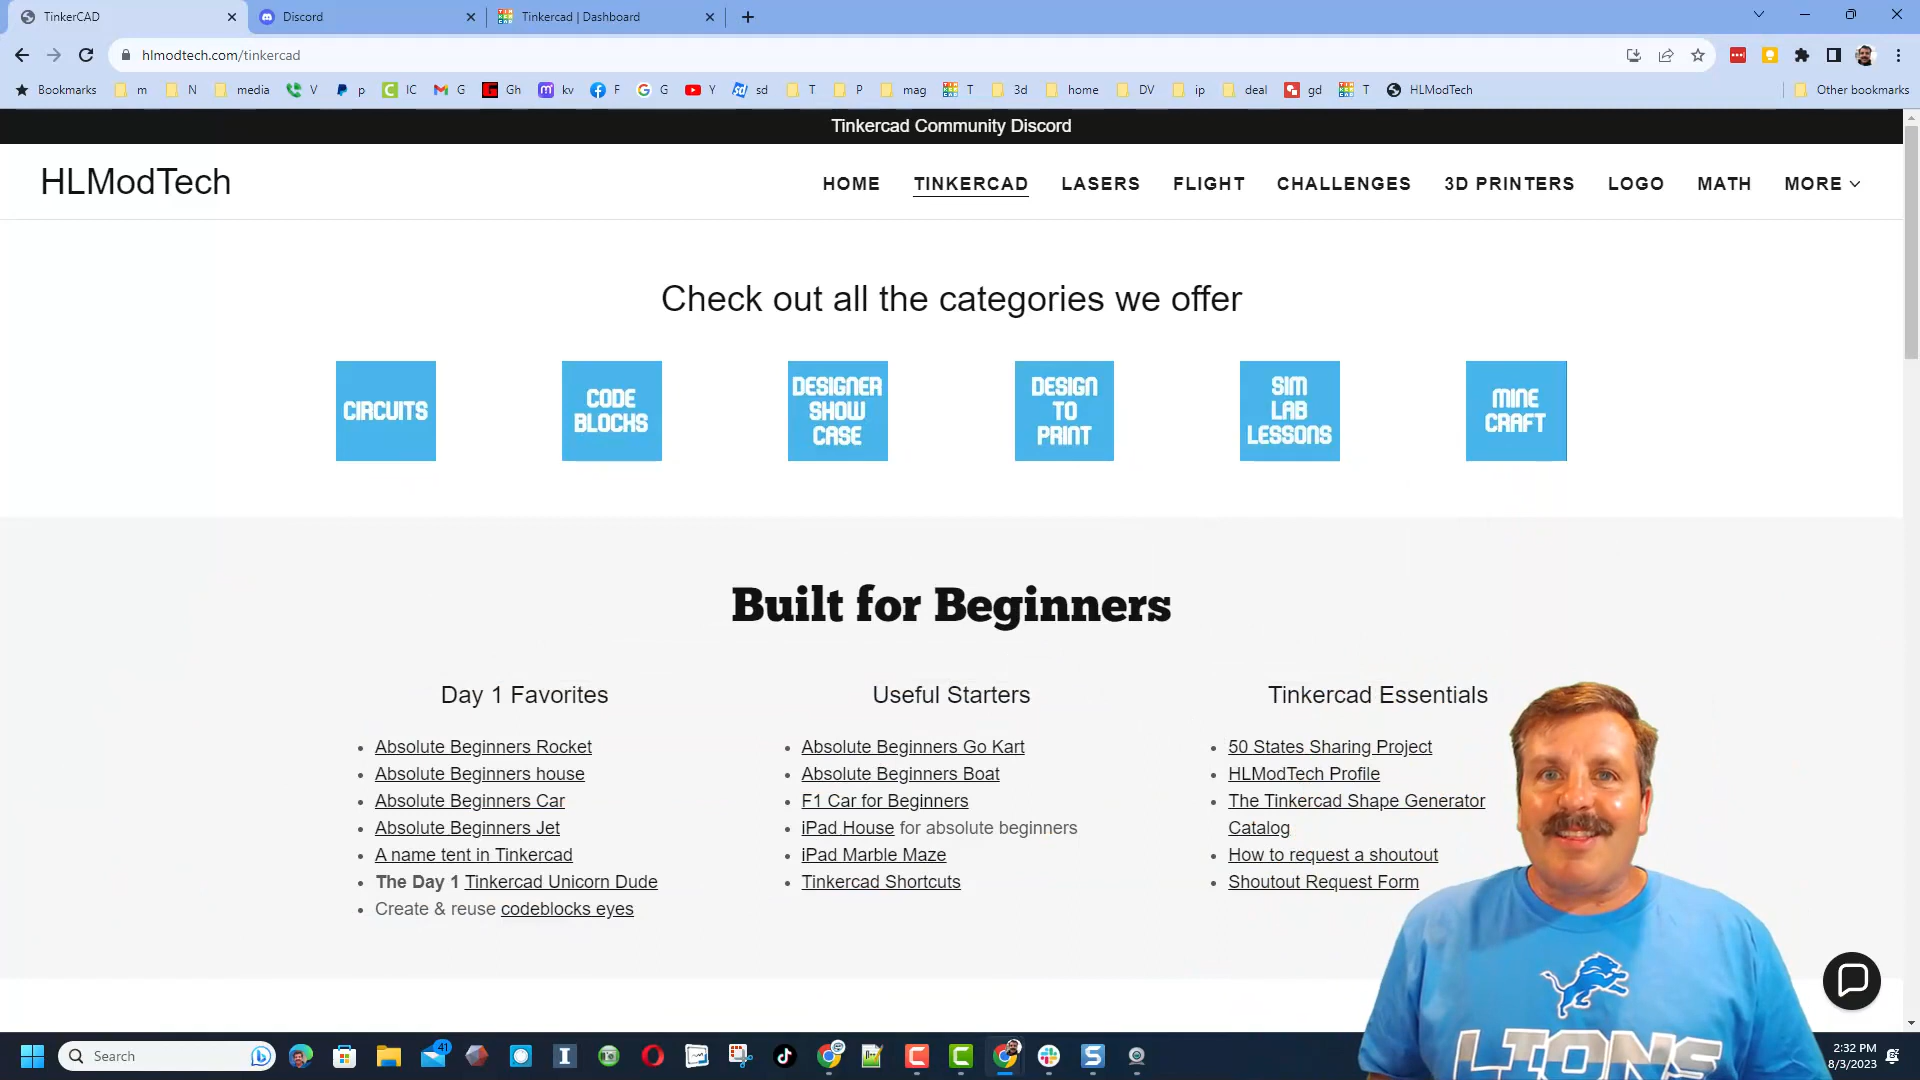 TinkerCAD
Discord
Tinkercad | Dashboard
hlmodtech.com/tinkercad
Bookmarks m N media V p IC G Gh kv F G Y sd T P mag T 3d home DV ip deal gd T HLModTech Other bookmarks
Tinkercad Community Discord
HLModTech
HOME TINKERCAD LASERS FLIGHT CHALLENGES 3D PRINTERS LOGO MATH MORE
Check out all the categories we offer
CIRCUITS
CODE
BLOCKS
DESIGNER
SHOW
CASE
DESIGN
TO
PRINT
SIM
LAB
LESSONS
MINE
CRAFT
Built for Beginners
Day 1 Favorites
Absolute Beginners Rocket
Absolute Beginners house
Absolute Beginners Car
Absolute Beginners Jet
A name tent in Tinkercad
The Day 1 Tinkercad Unicorn Dude
Create & reuse codeblocks eyes
Useful Starters
Absolute Beginners Go Kart
Absolute Beginners Boat
F1 Car for Beginners
iPad House for absolute beginners
iPad Marble Maze
Tinkercad Shortcuts
Tinkercad Essentials
50 States Sharing Project
HLModTech Profile
The Tinkercad Shape Generator
Catalog
How to request a shoutout
Shoutout Request Form
LIONS
Search
41
2:32 PM
8/3/2023